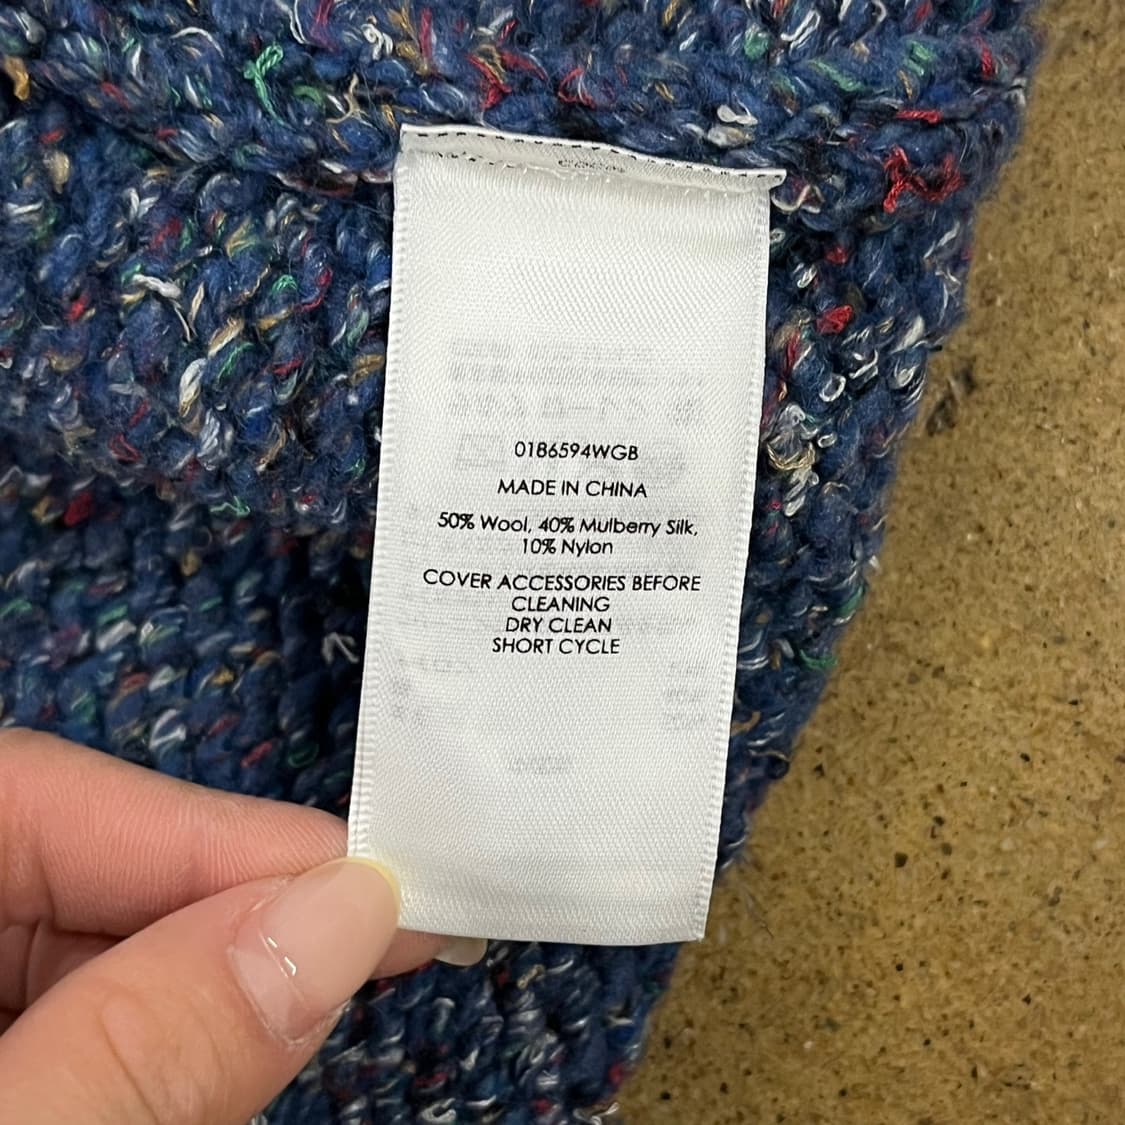 0186594WGB
MADE IN CHINA
50% Wool, 40% Mulberry Silk,
10% Nylon
COVER ACCESSORIES BEFORE
CLEANING
DRY CLEAN
SHORT CYCLE